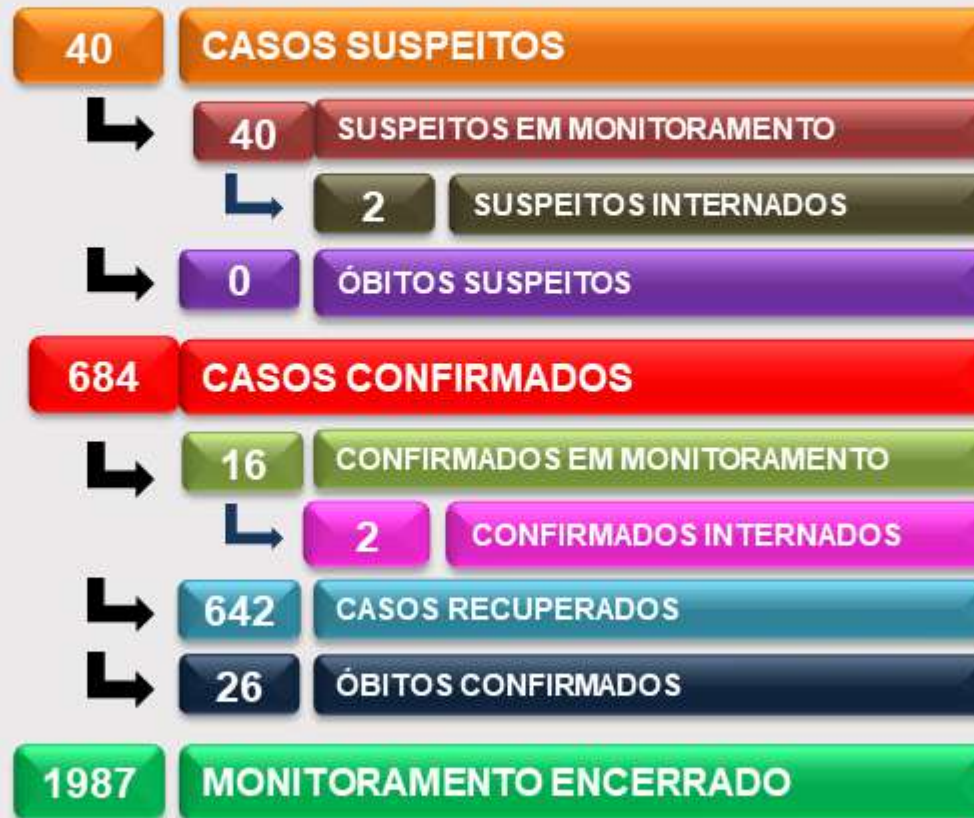 40 CASOS SUSPEITOS
40 SUSPEITOS EM MONITORAMENTO
2 SUSPEITOS INTERNADOS
0 ÓBITOS SUSPEITOS
684 CASOS CONFIRMADOS
16 CONFIRMADOS EM MONITORAMENTO
2 CONFIRMADOS INTERNADOS
642 CASOS RECUPERADOS
26 ÓBITOS CONFIRMADOS
1987 MONITORAMENTO ENCERRADO